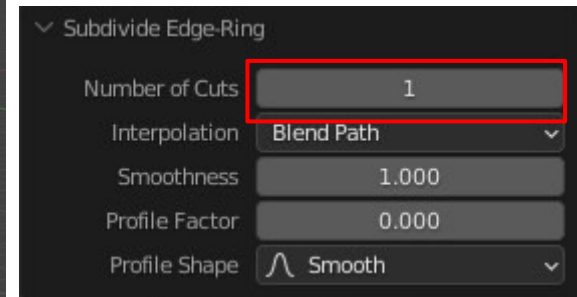 Subdivide Edge-Ring
Number of Cuts 1
Interpolation Blend Path
Smoothness 1.000
Profile Factor 0.000
Profile Shape Smooth